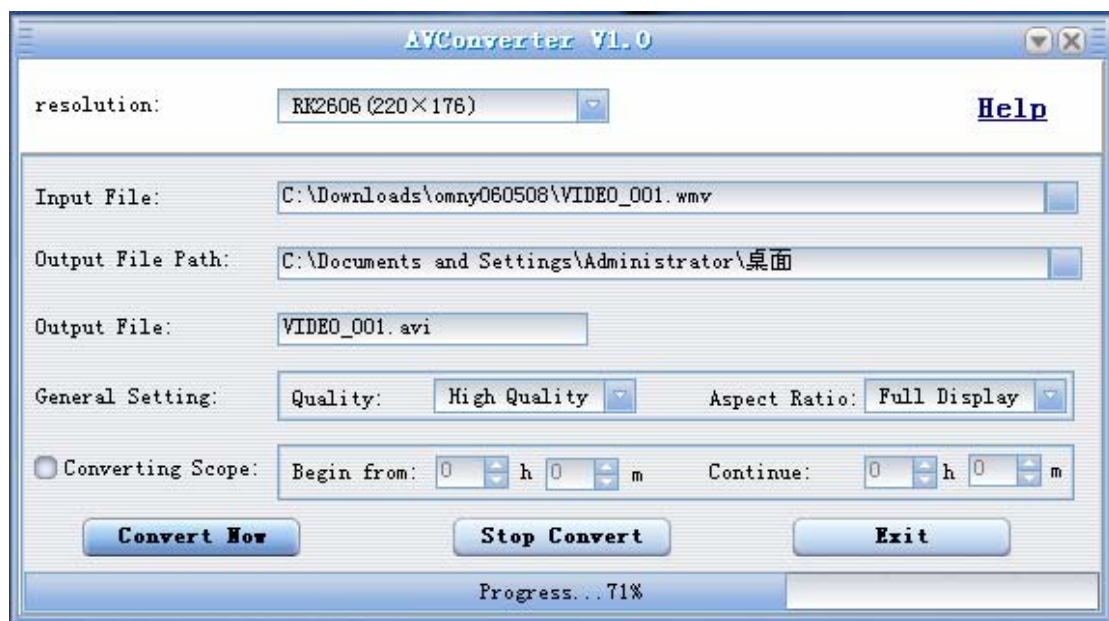 AVConverter V1.0
resolution: RK2606(220×176) Help
Input File: C:\Downloads\omny060508\VIDEO_001.wmv
Output File Path: C:\Documents and Settings\Administrator\桌面
Output File: VIDEO_001.avi
General Setting: Quality: High Quality Aspect Ratio: Full Display
Converting Scope: Begin from: 0 h 0 m Continue: 0 h 0 m
Convert Now Stop Convert Exit
Progress...71%